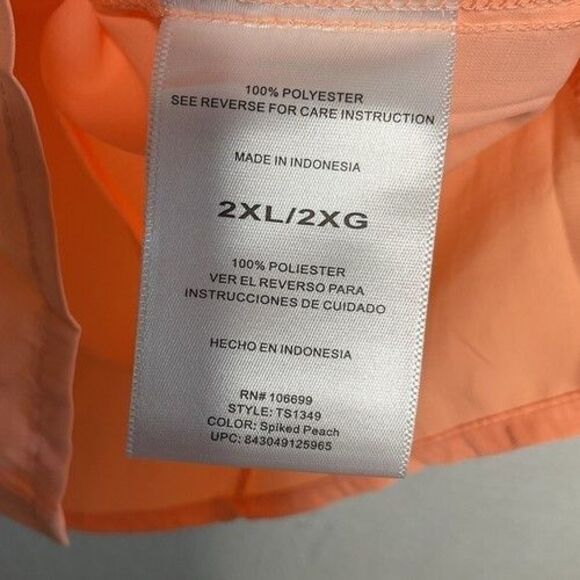 100% POLYESTER
SEE REVERSE FOR CARE INSTRUCTION
MADE IN INDONESIA
2XL/2XG
100% POLIESTER
VER EL REVERSO PARA
INSTRUCCIONES DE CUIDADO
HECHO EN INDONESIA
RN# 106699
STYLE: TS1349
COLOR: Spiked Peach
UPC: 843049125965